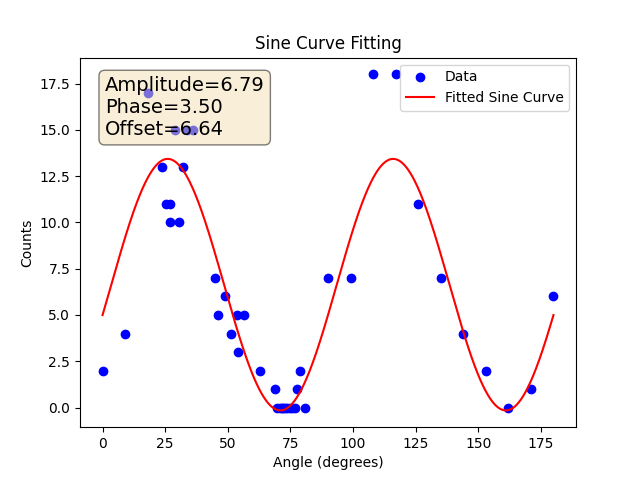 Sine Curve Fitting
Amplitude=6.79
Phase=3.50
Offset=6.64
Data
Fitted Sine Curve
17.5
15.0
12.5
10.0
7.5
5.0
2.5
0.0
Counts
0 25 50 75 100 125 150 175
Angle (degrees)